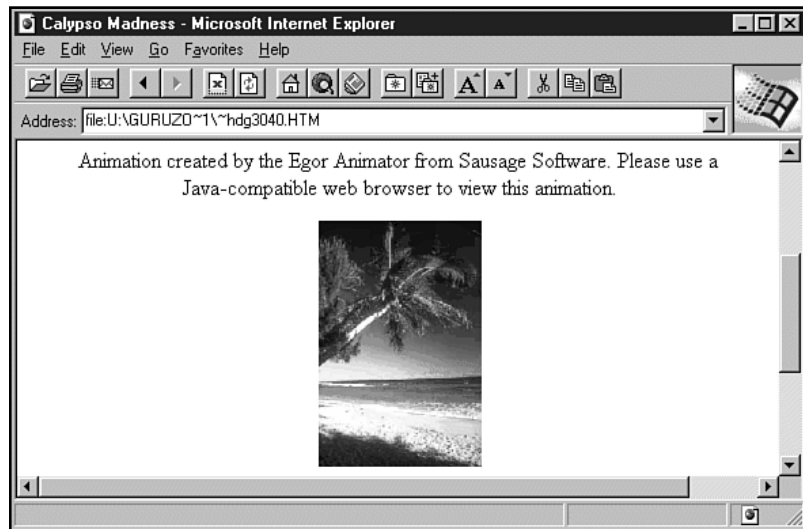 Calypso Madness - Microsoft Internet Explorer
File Edit View Go Favorites Help
Address: file:U:\GURUZO~1\~hdg3040.HTM
Animation created by the Egor Animator from Sausage Software. Please use a
Java-compatible web browser to view this animation.